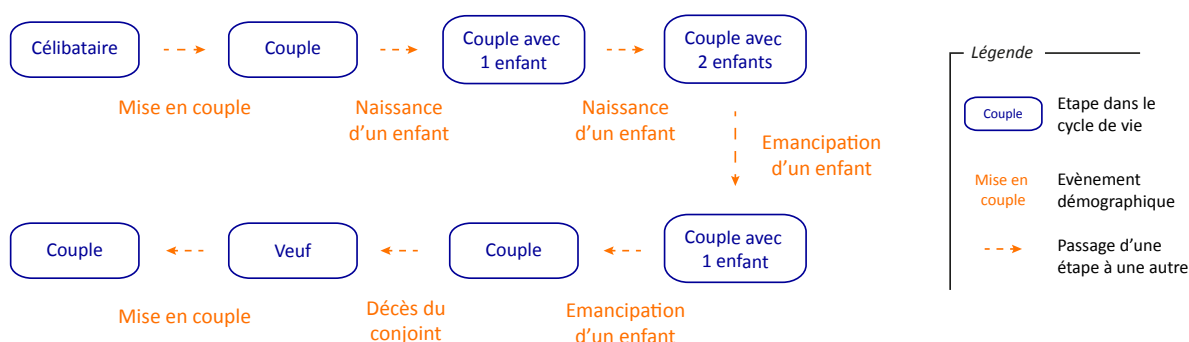 Célibataire
Couple
Couple avec
1 enfant
Couple avec
2 enfants
Mise en couple
Naissance
d'un enfant
Naissance
d'un enfant
Emancipation
d'un enfant
Couple
Veuf
Couple
Couple avec
1 enfant
Mise en couple
Décès du
conjoint
Emancipation
d'un enfant
Légende
Couple
Etape dans le
cycle de vie
Mise en
couple
Evènement
démographique
Passage d'une
étape à une autre